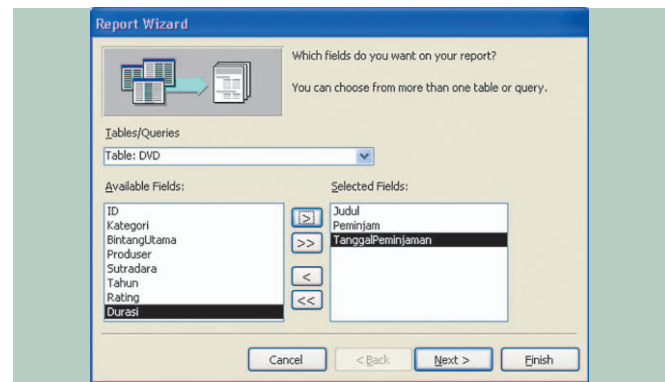 Report Wizard
Which fields do you want on your report?
You can choose from more than one table or query.
Tables/Queries
Table: DVD
Available Fields:
Selected Fields:
ID
Kategori
BintangUtama
Produser
Sutradara
Tahun
Rating
Durasi
>
>>
<
<<
Judul
Peminjam
TanggalPeminjaman
Cancel
< Back
Next >
Finish